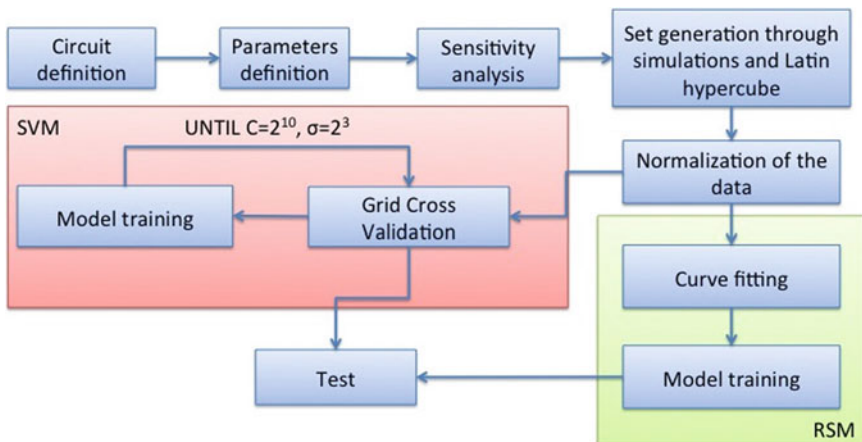 Circuit
definition
Parameters
definition
Sensitivity
analysis
Set generation through
simulations and Latin
hypercube
SVM
UNTIL C=2¹⁰, σ=2³
Normalization of the
data
Model training
Grid Cross
Validation
Curve fitting
Test
Model training
RSM